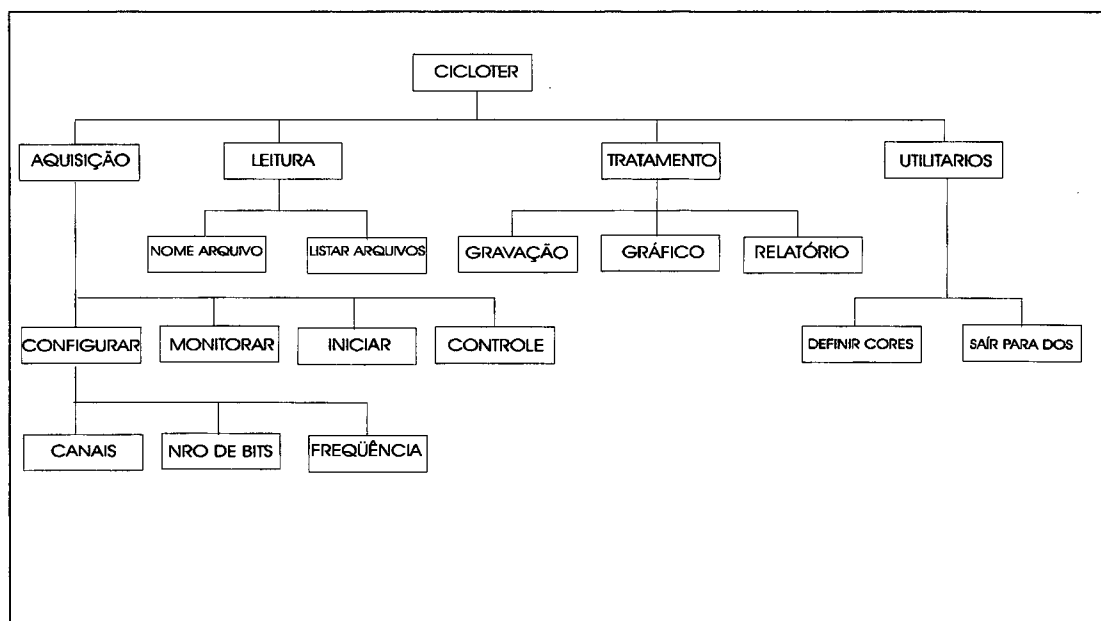 CICLOTER
AQUISIÇÃO
LEITURA
TRATAMENTO
UTILITARIOS
NOME ARQUIVO
LISTAR ARQUIVOS
GRAVAÇÃO
GRÁFICO
RELATÓRIO
CONFIGURAR
MONITORAR
INICIAR
CONTROLE
DEFINIR CORES
SAÍR PARA DOS
CANAIS
NRO DE BITS
FREQÜÊNCIA